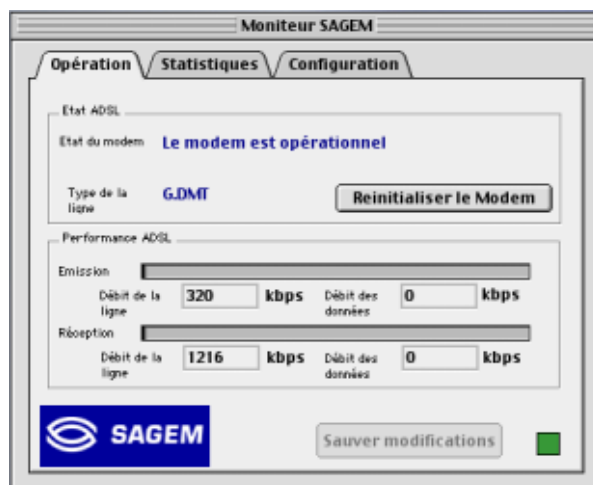 Moniteur SAGEM
Opération Statistiques Configuration
Etat ADSL
Etat du modem Le modem est opérationnel
Type de la ligne G.DMT Reinitialiser le Modem
Performance ADSL
Emission
Débit de la ligne 320 kbps Débit des données 0 kbps
Réception
Débit de la ligne 1216 kbps Débit des données 0 kbps
SAGEM Sauver modifications